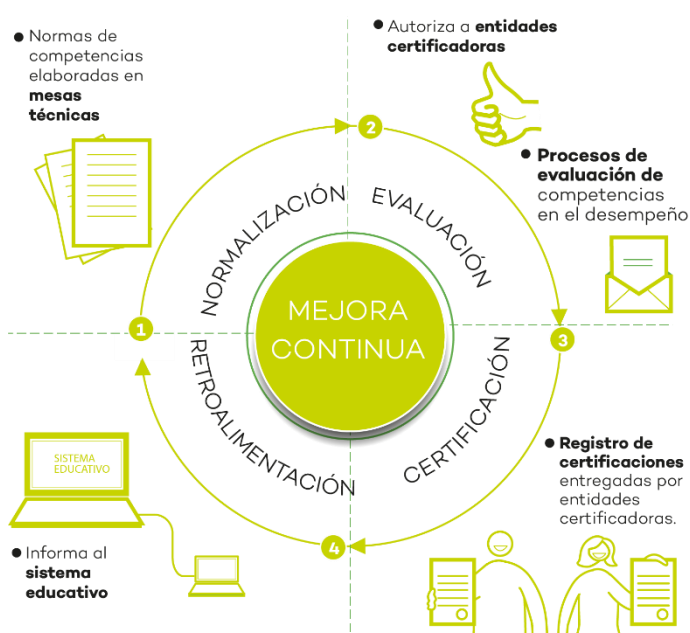 ● Normas de
competencias
elaboradas en
mesas
técnicas
● Autoriza a entidades
certificadoras
● Procesos de
evaluación de
competencias
en el desempeño
1
NORMALIZACIÓN
2
EVALUACIÓN
MEJORA
CONTINUA
3
CERTIFICACIÓN
● Registro de
certificaciones
entregadas por
entidades
certificadoras.
4
RETROALIMENTACIÓN
SISTEMA
EDUCATIVO
● Informa al
sistema
educativo